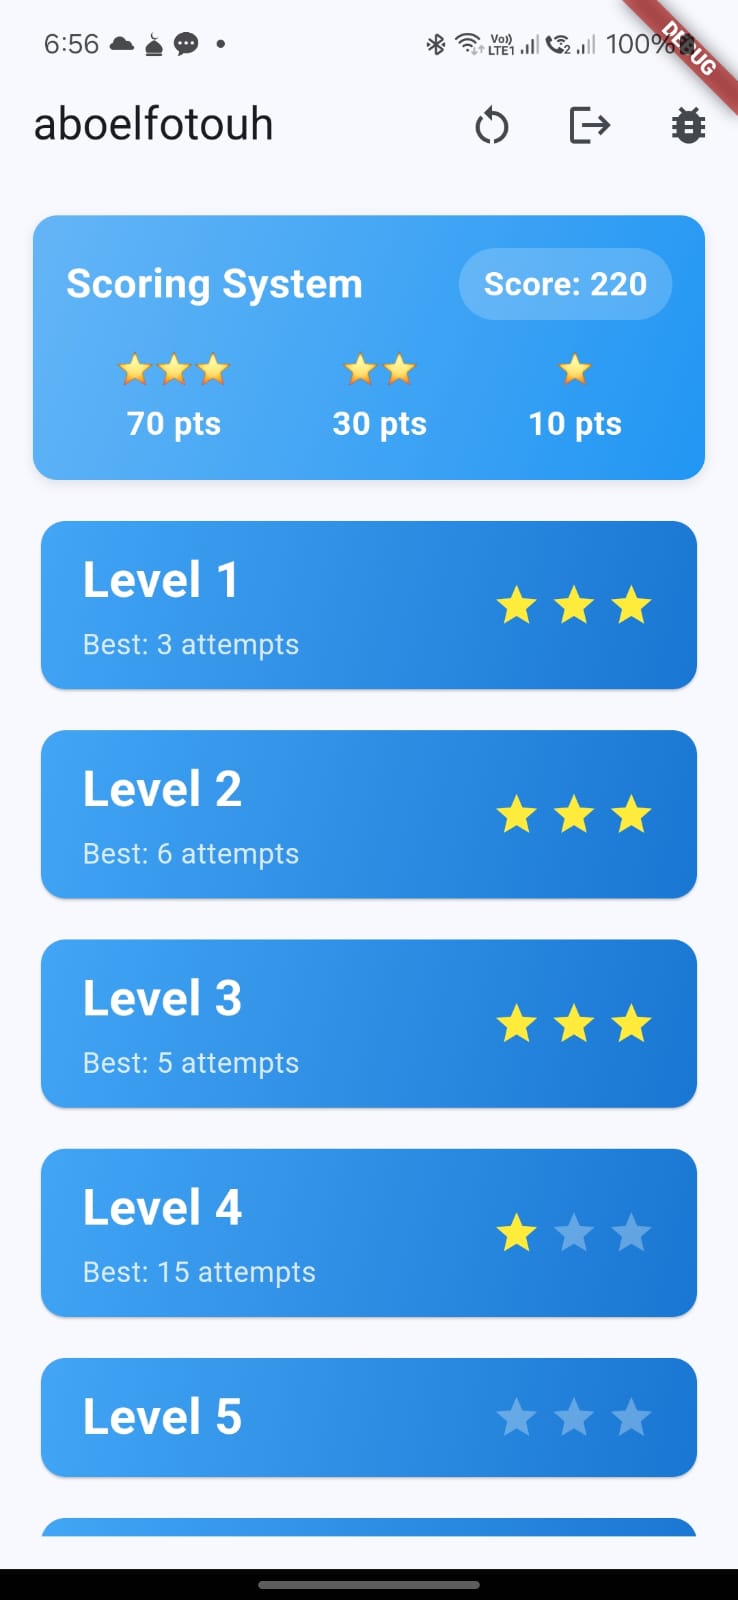 6:56
Vo)) LTE1
2
100%
DEBUG
aboelfotouh
Scoring System
Score: 220
70 pts
30 pts
10 pts
Level 1
Best: 3 attempts
Level 2
Best: 6 attempts
Level 3
Best: 5 attempts
Level 4
Best: 15 attempts
Level 5